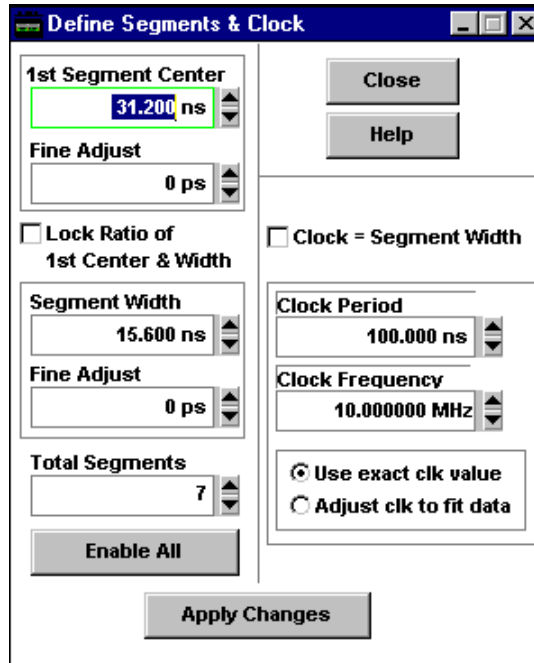 Define Segments & Clock
1st Segment Center
31.200 ns
Fine Adjust
0 ps
Lock Ratio of
1st Center & Width
Segment Width
15.600 ns
Fine Adjust
0 ps
Total Segments
7
Enable All
Close
Help
Clock = Segment Width
Clock Period
100.000 ns
Clock Frequency
10.000000 MHz
Use exact clk value
Adjust clk to fit data
Apply Changes